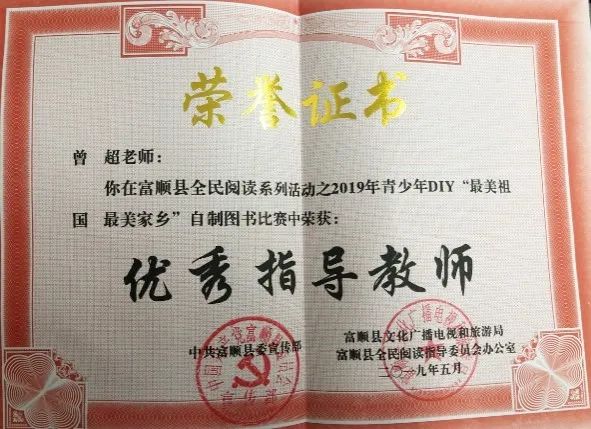 荣誉证书
曾 超老师：
你在富顺县全民阅读系列活动之2019年青少年DIY“最美祖
国 最美家乡”自制图书比赛中荣获：
优秀指导教师
中共富顺县委宣传部
富顺县文化广播电视和旅游局
富顺县全民阅读指导委员会办公室
二〇一九年五月